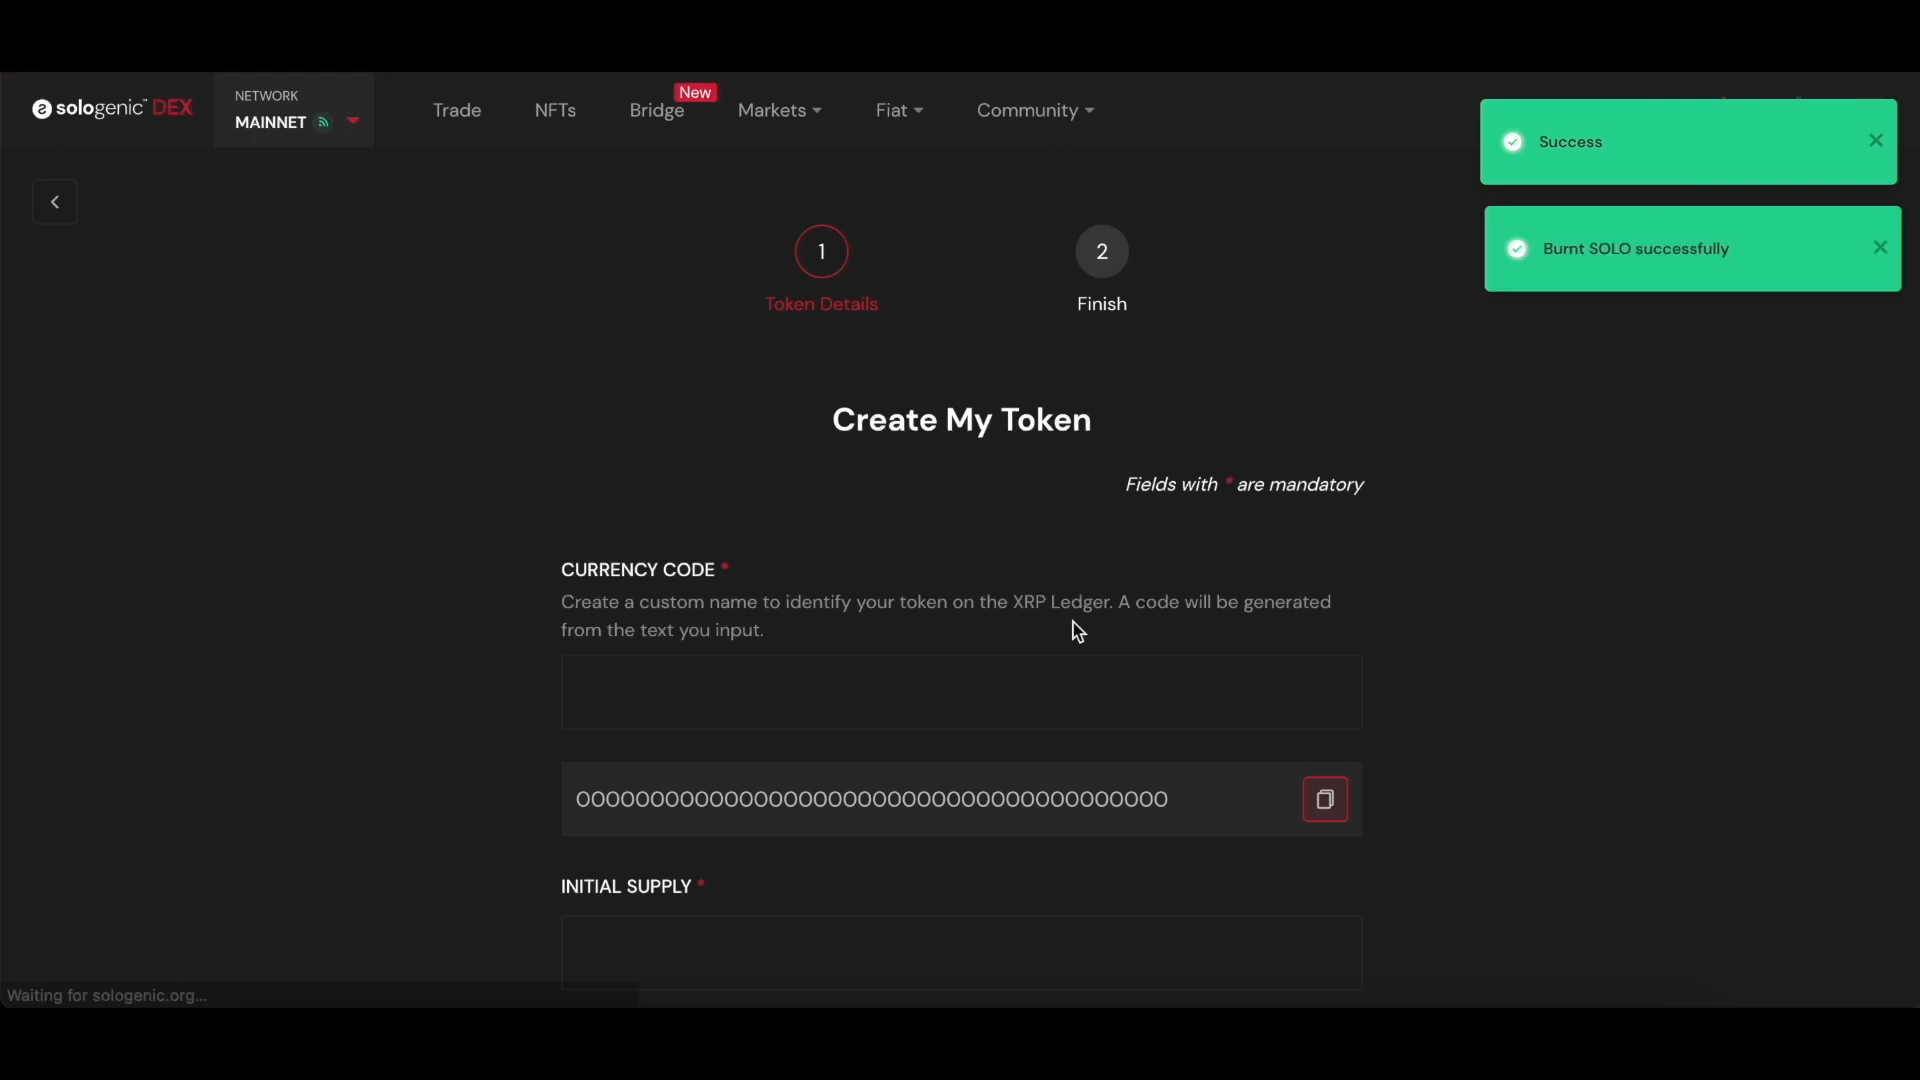 sologenic™ DEX
NETWORK
MAINNET
Trade
NFTs
Bridge
New
Markets
Fiat
Community
Success
Burnt SOLO successfully
1
2
Token Details
Finish
Create My Token
Fields with * are mandatory
CURRENCY CODE *
Create a custom name to identify your token on the XRP Ledger. A code will be generated
from the text you input.
0000000000000000000000000000000000000000
INITIAL SUPPLY *
Waiting for sologenic.org...